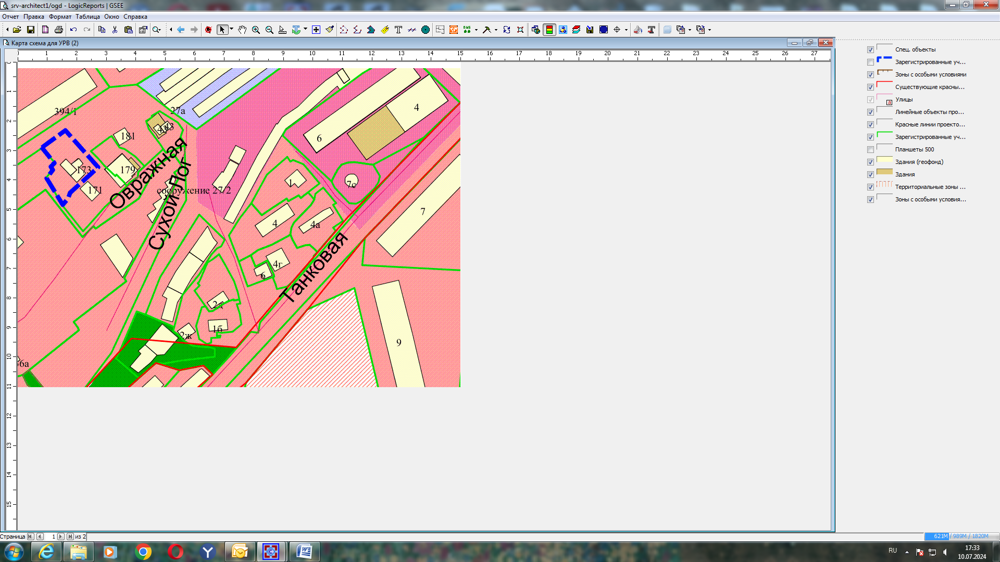 srv-architect1/ogd - LogicReports | GSEE
Отчет Правка Формат Таблица Окно Справка
Карта схема для УРВ (2)
0 1 2 3 4 5 6 7 8 9 10 11 12 13 14 15 16 17 18 19 20 21 22 23 24 25 26 27
0
1
2
3
4
5
6
7
8
9
10
11
12
13
14
15
394/1
27а
43
43
181
173
179
171
Овражная
Сухой Лог
сооружение 27/2
6
4
7с
1
4
4а
7
4г
6
Танковая
2д
1б
2ж
9
6а
Спец. объекты
Зарегистрированные уч...
Зоны с особыми условиями
Существующие красны...
Улицы
a
Линейные объекты про...
Красные линии проекто...
Зарегистрированные уч...
Планшеты 500
Здания (геофонд)
Здания
Территориальные зоны ...
Зоны с особыми условия...
Страница 1 из 2
621M / 989M / 1820M
RU
17:33
10.07.2024